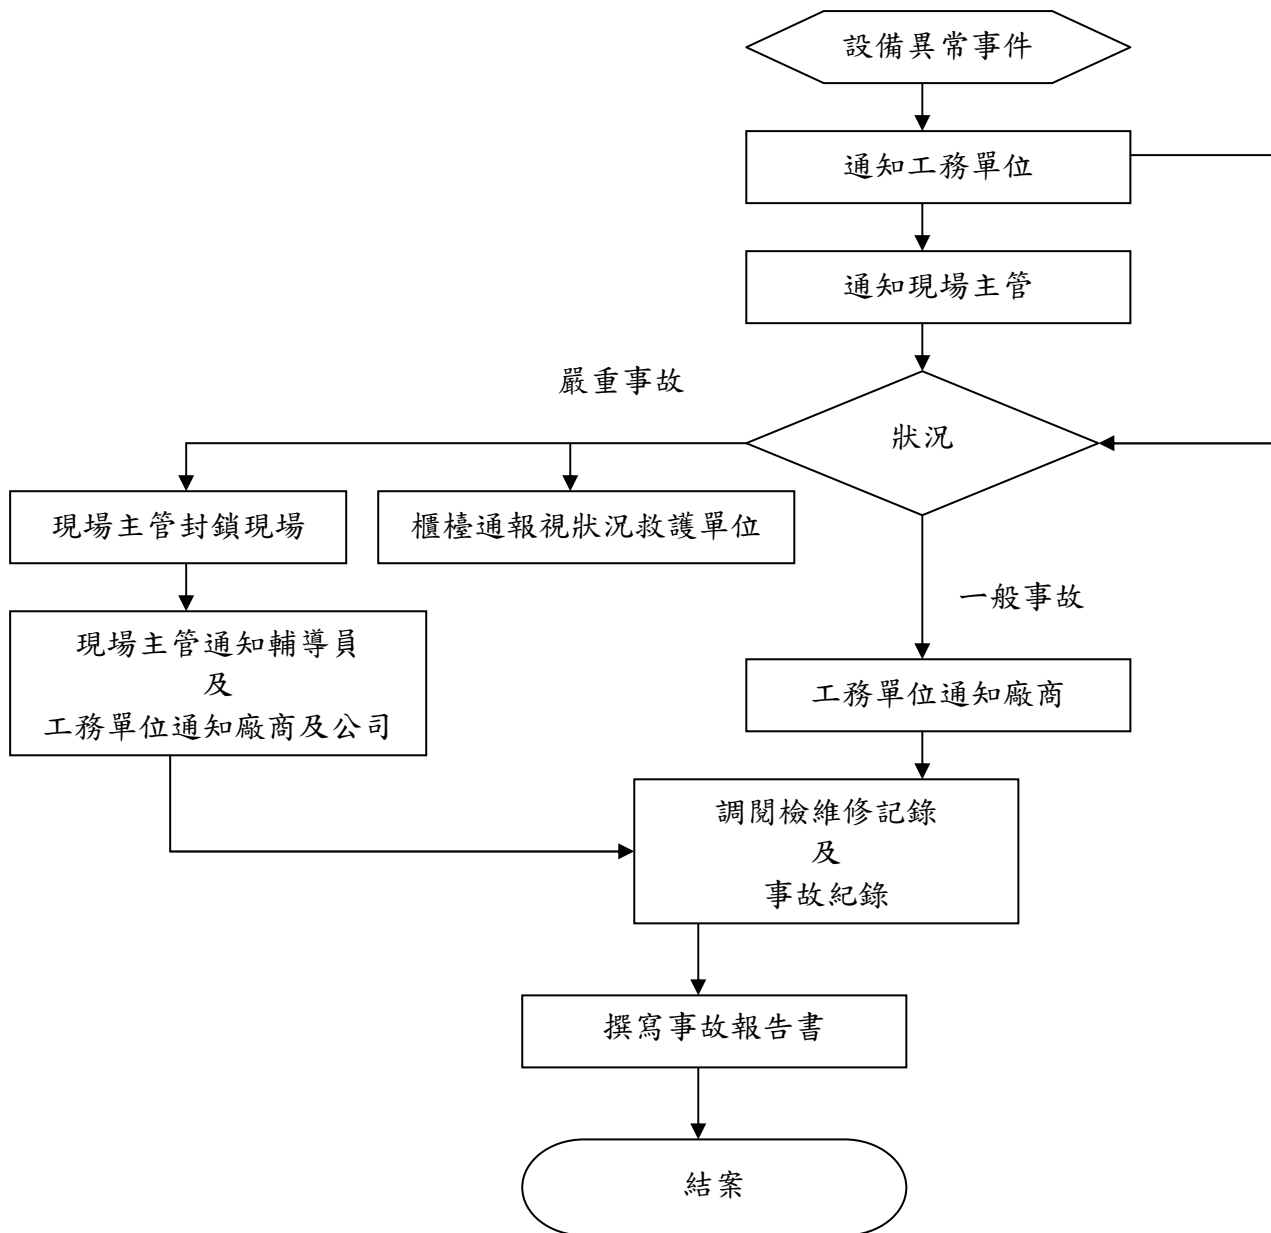 設備異常事件
通知工務單位
通知現場主管
嚴重事故
狀況
現場主管封鎖現場
櫃檯通報視狀況救護單位
一般事故
現場主管通知輔導員
及
工務單位通知廠商及公司
工務單位通知廠商
調閱檢維修記錄
及
事故紀錄
撰寫事故報告書
結案